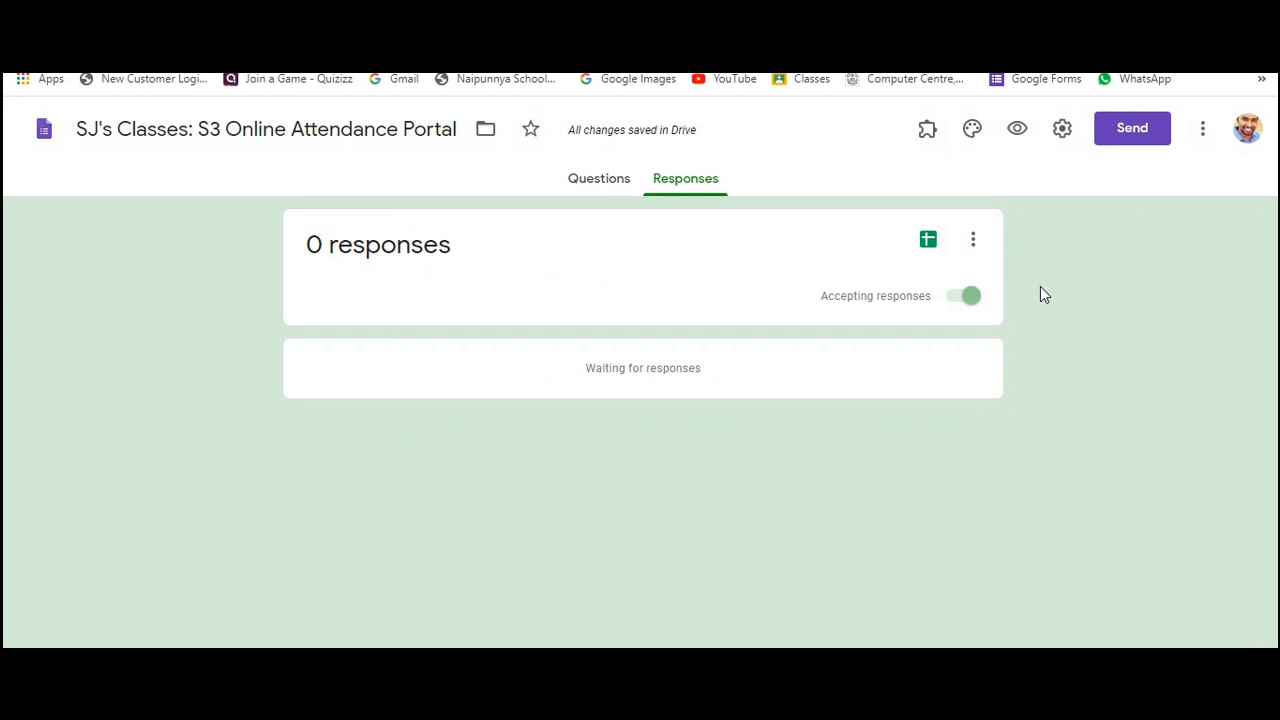 Apps New Customer Logi... Join a Game - Quizizz Gmail Naipunnya School... Google Images YouTube Classes Computer Centre,... Google Forms WhatsApp »
SJ's Classes: S3 Online Attendance Portal All changes saved in Drive Send
Questions Responses
0 responses
Accepting responses
Waiting for responses